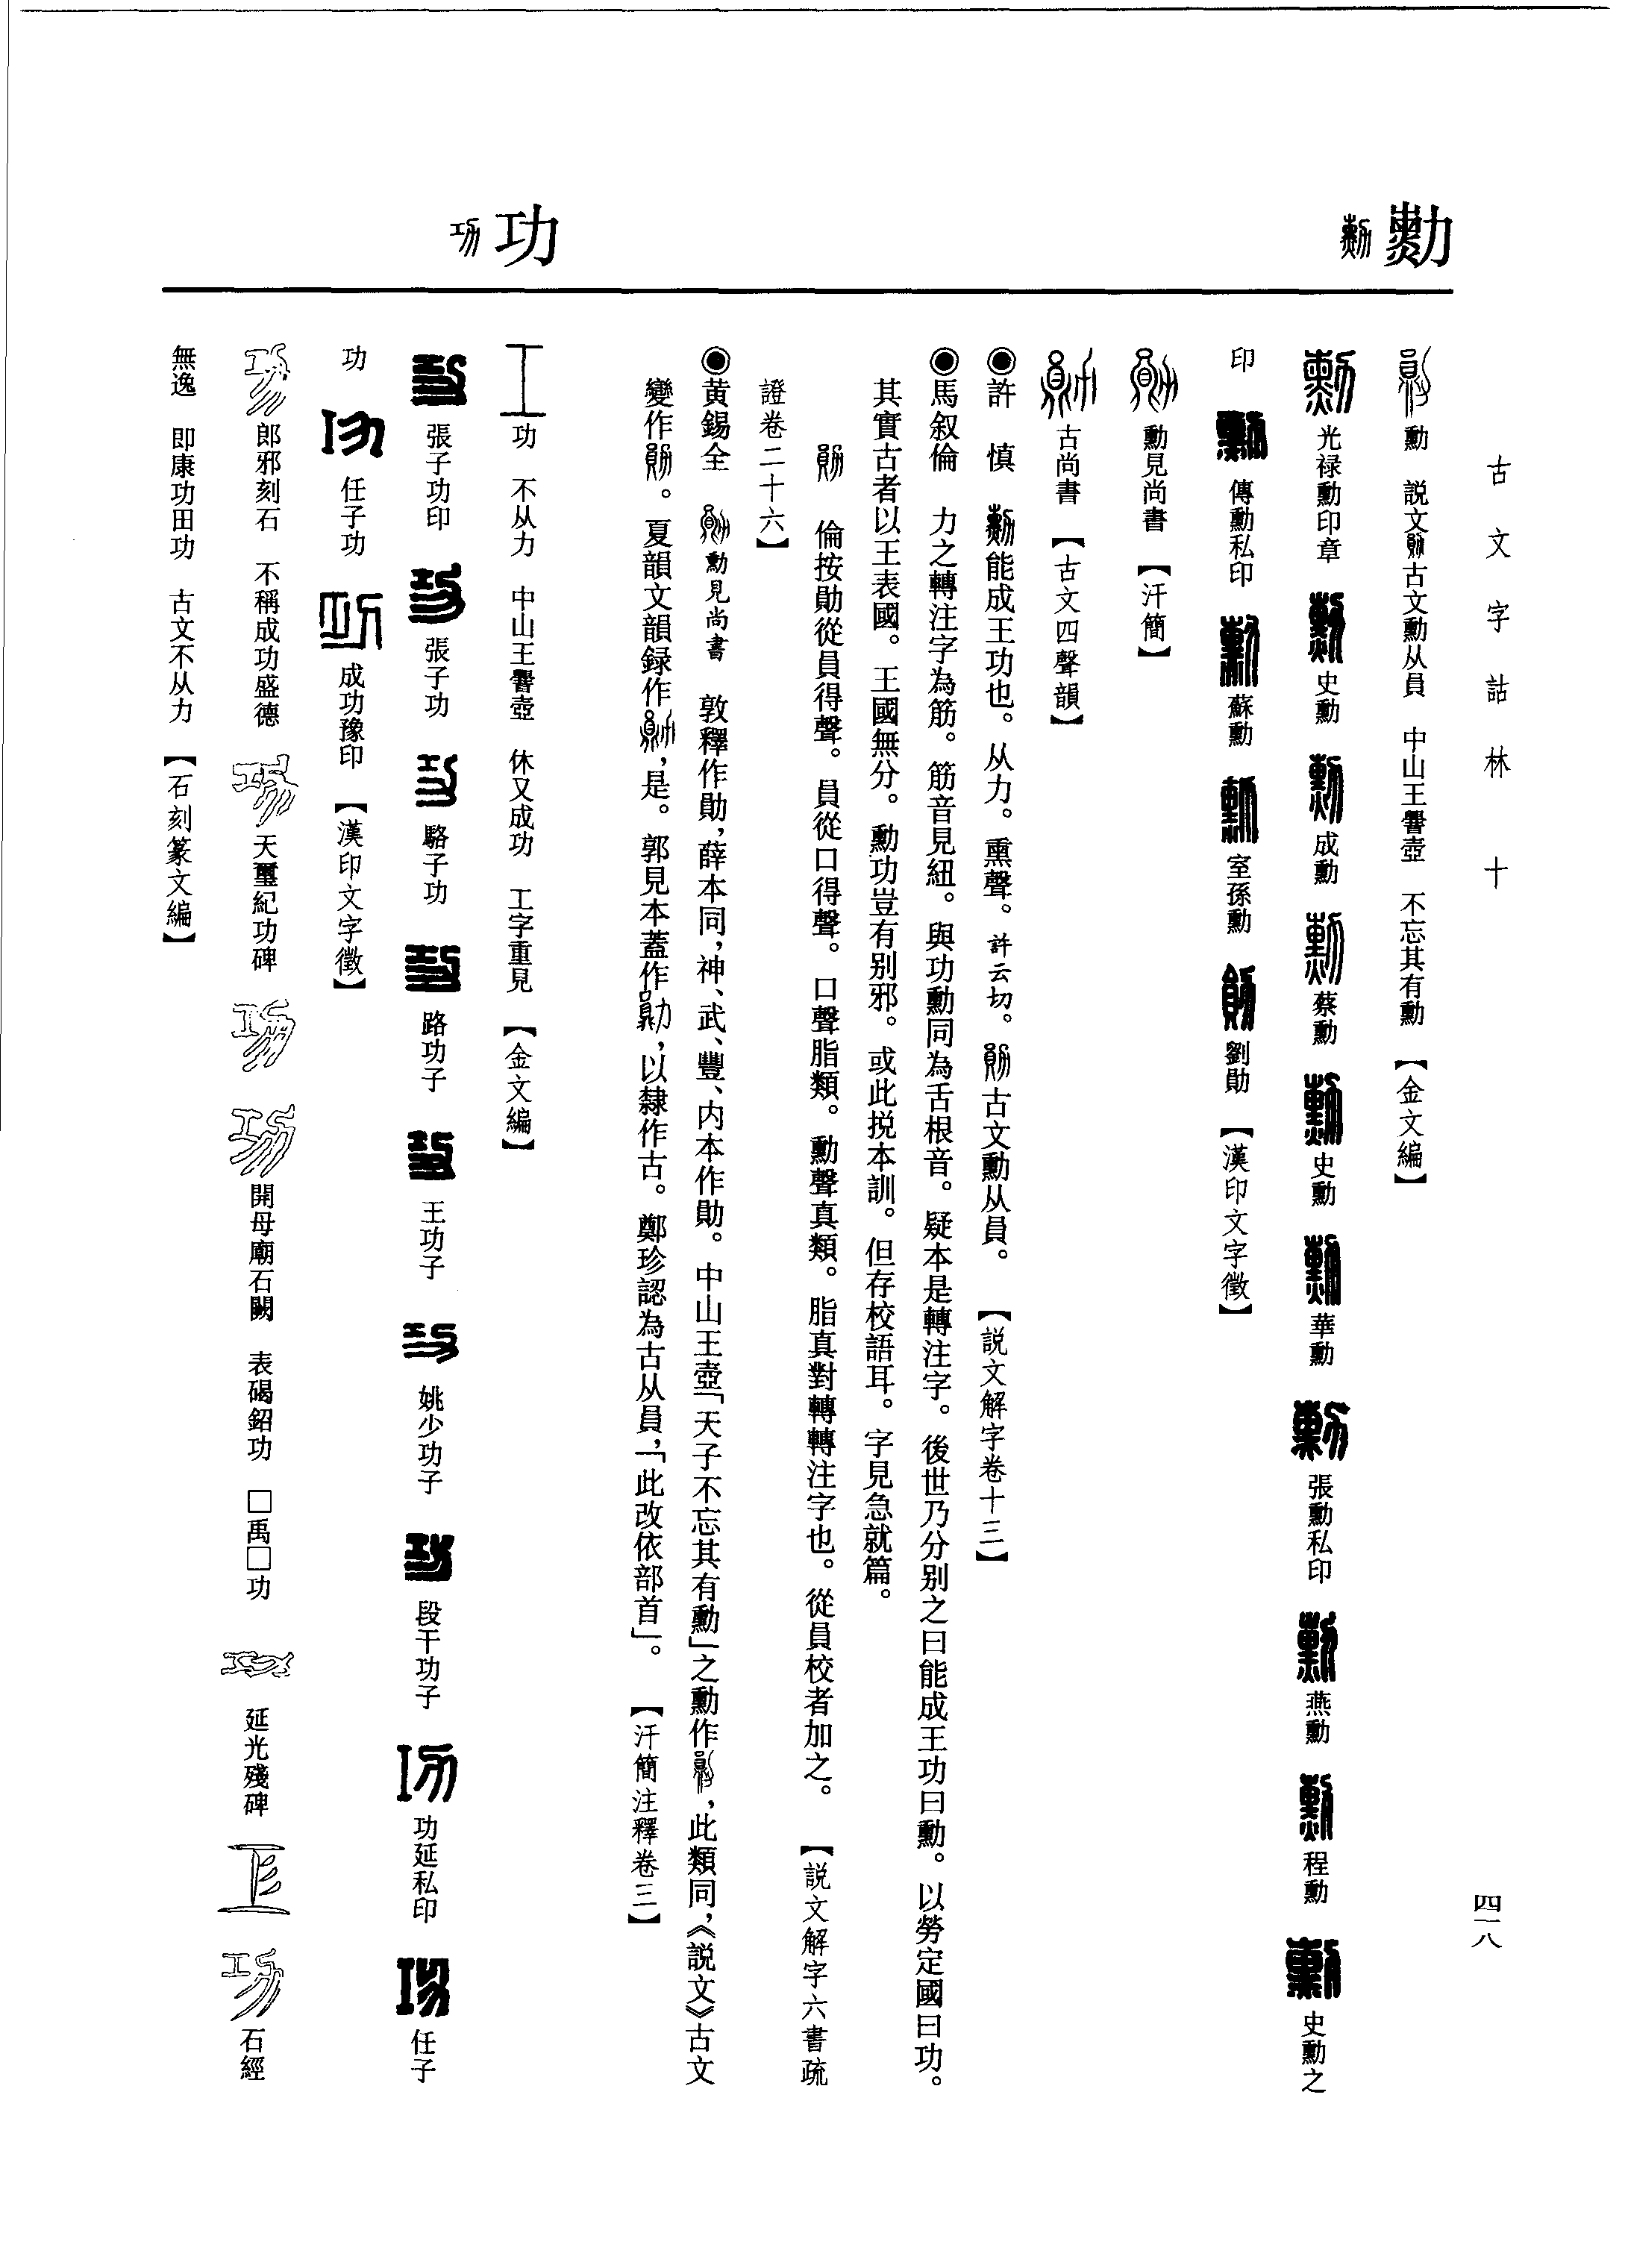 古文字詁林 十
四一八
勳 説文古文勳从員 中山王𰯼壺 不忘其有勳 【金文編】
光禄勳印章 史勳 成勳 蔡勳 史勳 華勳 張勳私印 燕勳 程勳 史勳之
印 傅勳私印 蘇勳 室孫勳 劉勛 【漢印文字徵】
勳見尚書 【汗簡】
古尚書 【古文四聲韻】
◉許 慎 能成王功也。从力。熏聲。許云切。古文勳从員。 【説文解字卷十三】
◉馬叙倫 力之轉注字為筋。筋音見紐。與功勳同為舌根音。疑本是轉注字。後世乃分别之曰能成王功曰勳。以勞定國曰功。
其實古者以王表國。王國無分。勳功豈有别邪。或此挩本訓。但存校語耳。字見急就篇。
倫按勛從員得聲。員從口得聲。口聲脂類。勳聲真類。脂真對轉轉注字也。從員校者加之。 【説文解字六書疏
證卷二十六】
◉黄錫全 勳見尚書 敦釋作勛，薛本同，神、武、豐、内本作勛。中山王壺「天子不忘其有勳」之勳作，此類同，《説文》古文
變作。夏韻文韻録作，是。郭見本蓋作，以隸作古。鄭珍認為古从員，「此改依部首」。 【汗簡注釋卷三】
功
功 不从力 中山王壺 休又成功 工字重見 【金文編】
張子功印 張子功 駱子功 路功子 王功子 姚少功子 段干功子 功延私印 任子
功 任子功 成功豫印 【漢印文字徵】
郎邪刻石 不稱成功盛德 天璽紀功碑 開母廟石闕 表碣銘功 □禹□功 延光殘碑 石經
無逸 即康功田功 古文不从力 【石刻篆文編】